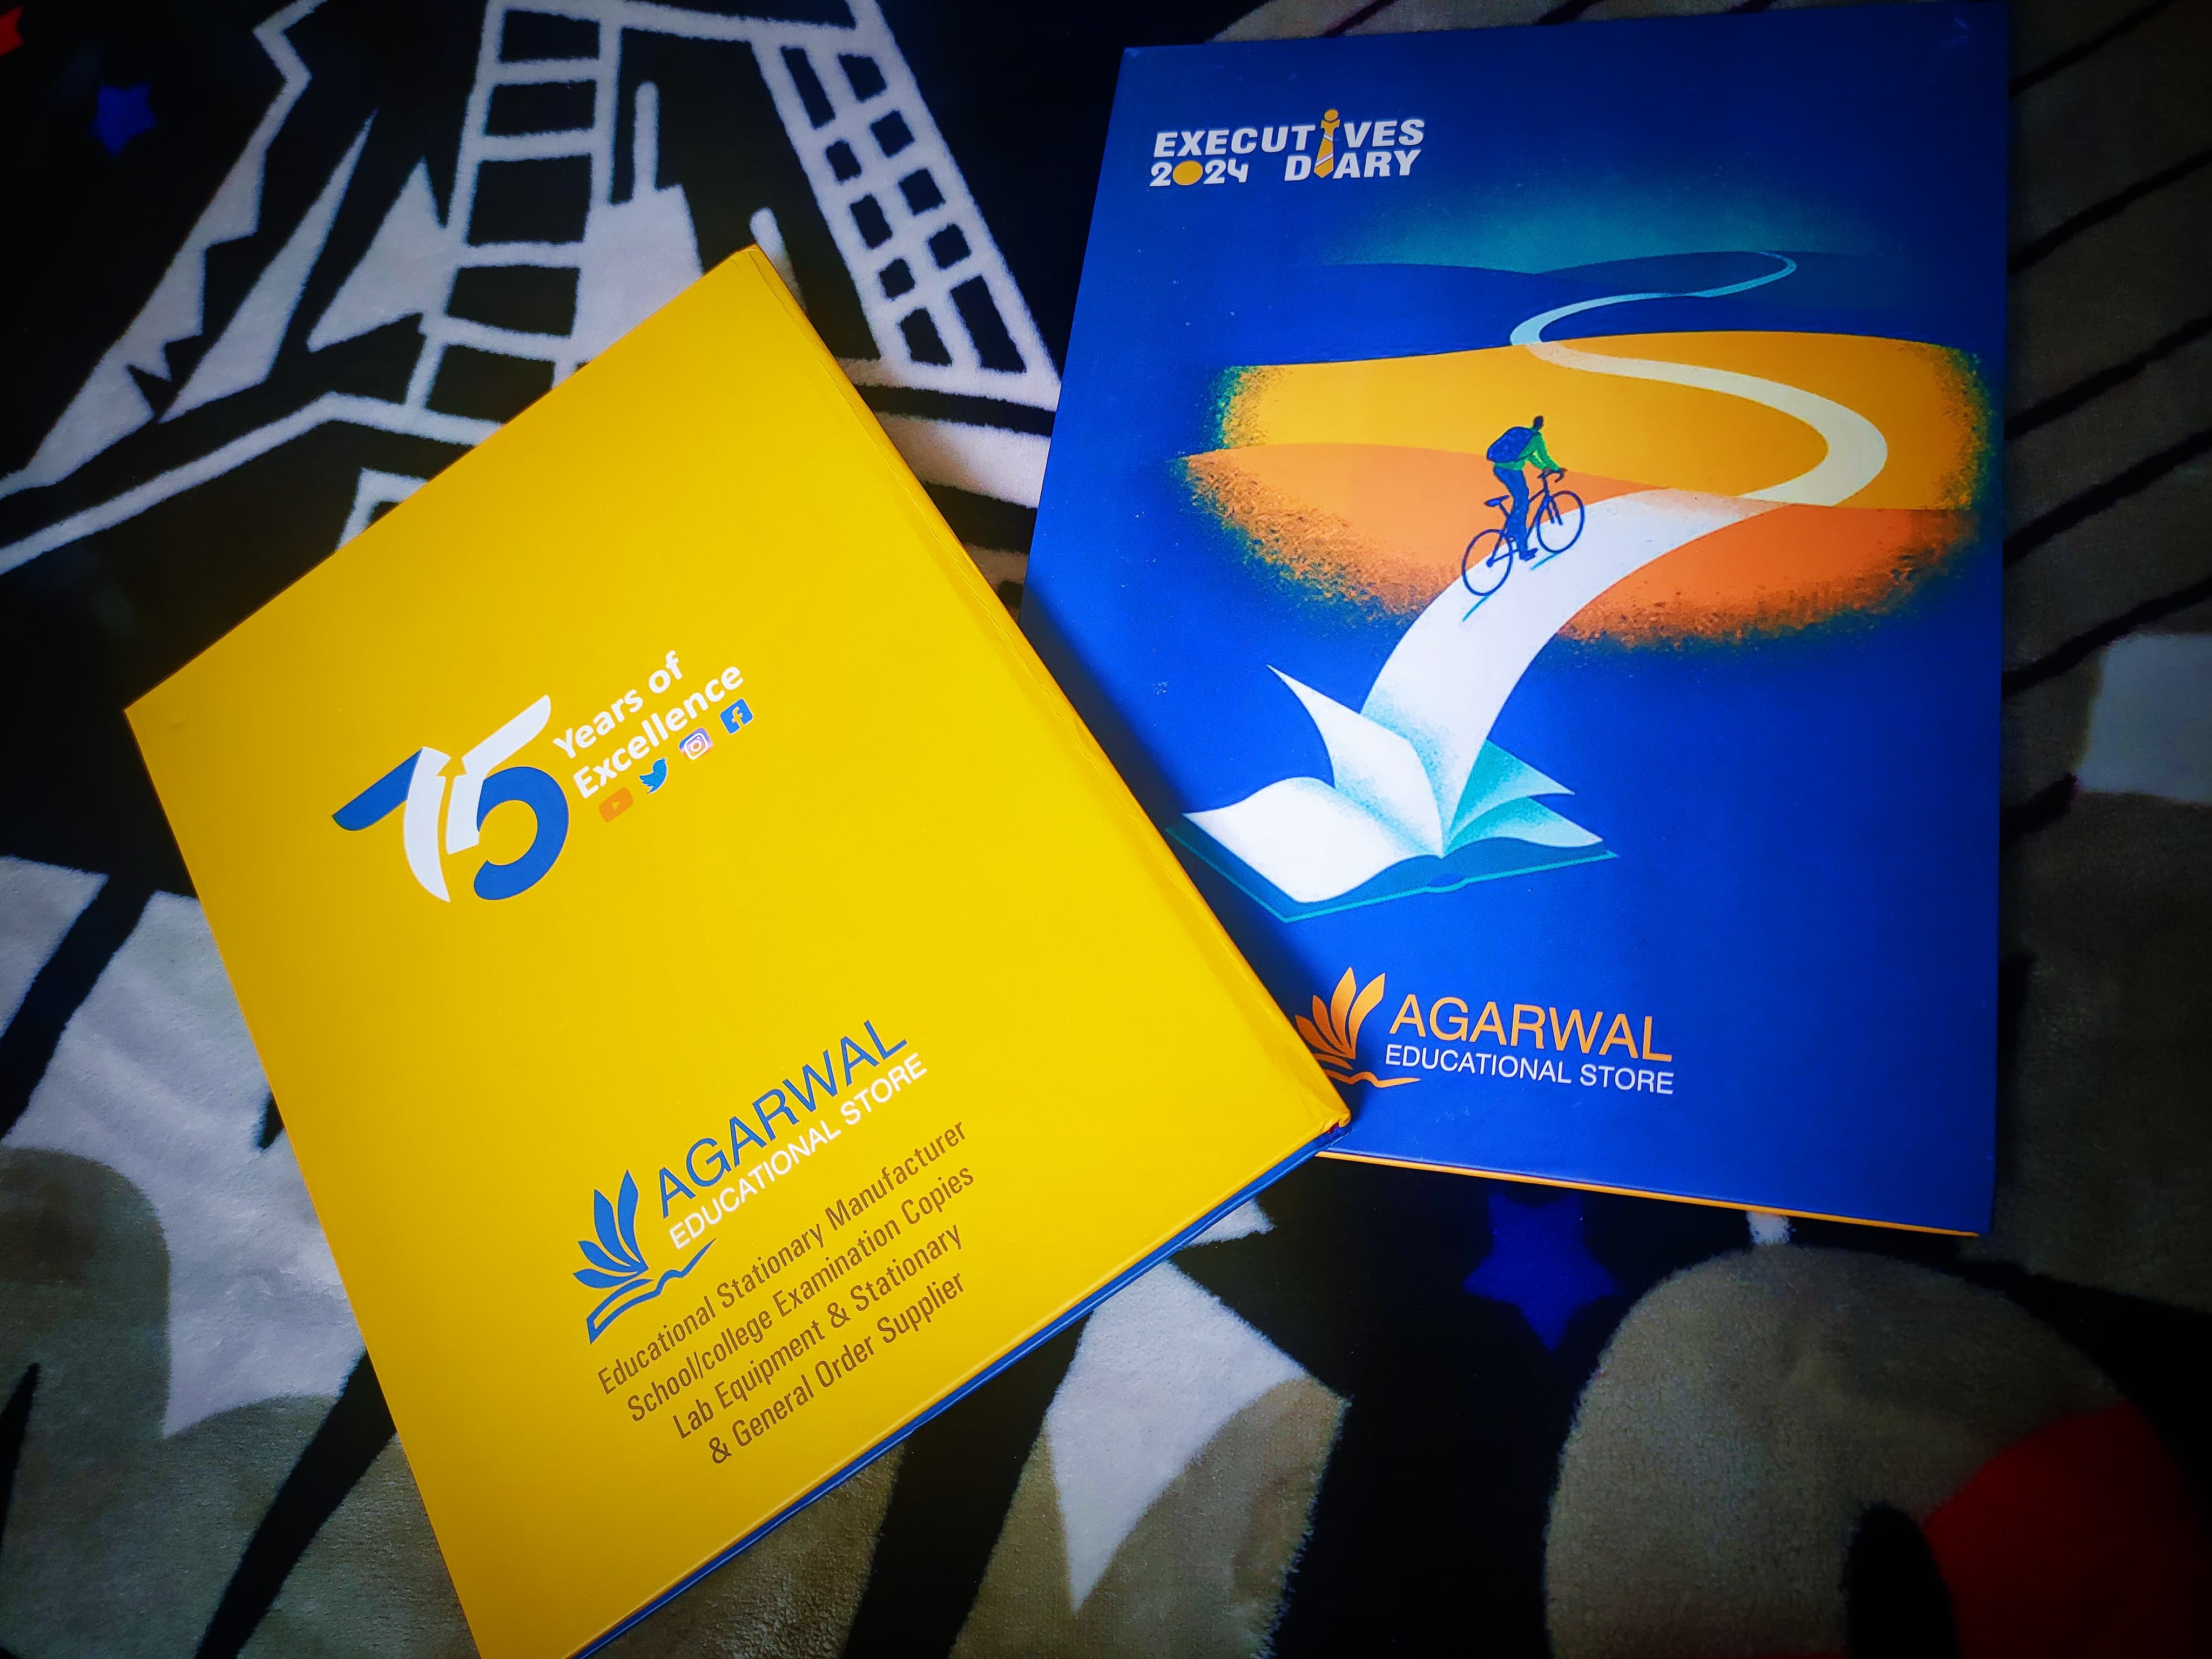 75
Years of
Excellence
AGARWAL
EDUCATIONAL STORE
Educational Stationary Manufacturer
School/college Examination Copies
Lab Equipment & Stationary
& General Order Supplier
EXECUTIVES
2024 DIARY
AGARWAL
EDUCATIONAL STORE